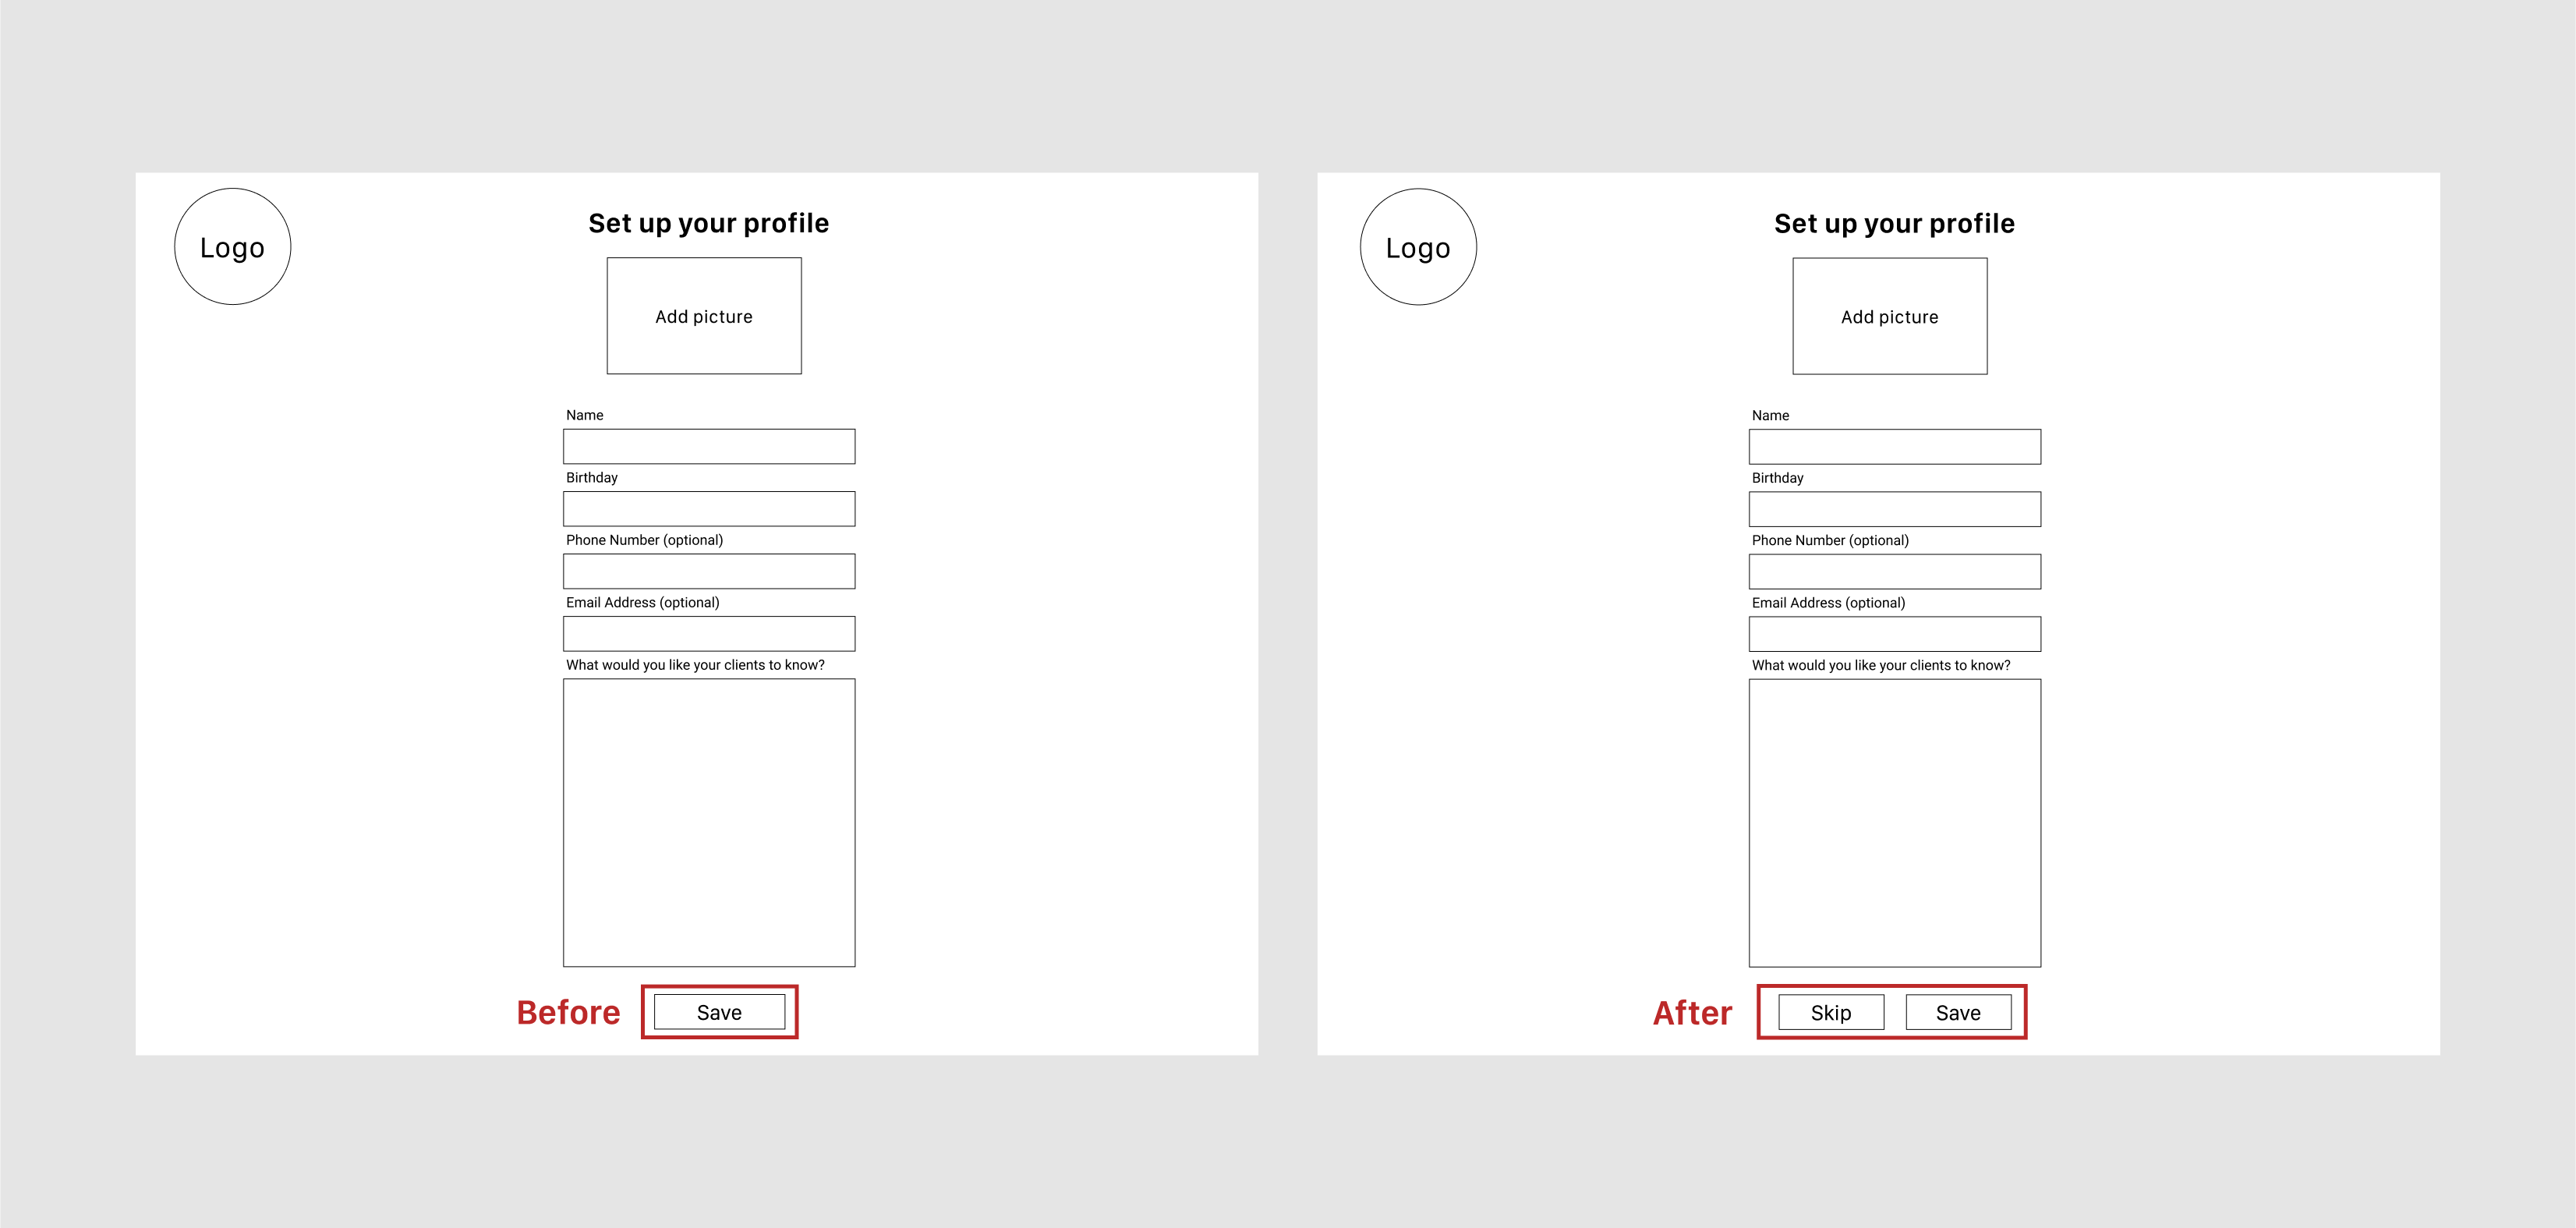 Logo
Set up your profile
Add picture
Name
Birthday
Phone Number (optional)
Email Address (optional)
What would you like your clients to know?
Before
Save
Logo
Set up your profile
Add picture
Name
Birthday
Phone Number (optional)
Email Address (optional)
What would you like your clients to know?
After
Skip
Save